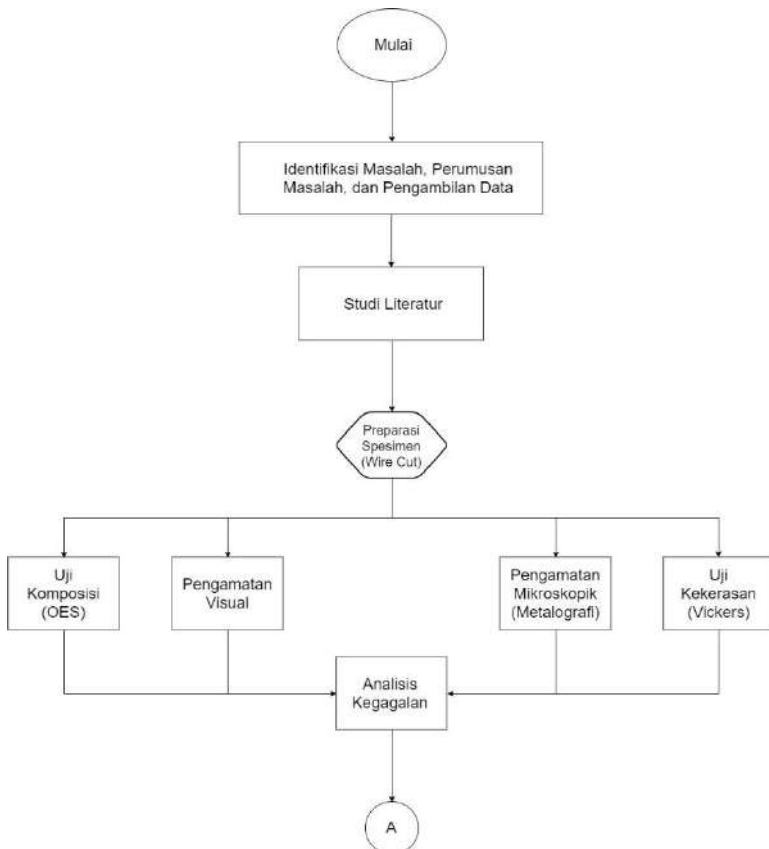 Mulai
Identifikasi Masalah, Perumusan
Masalah, dan Pengambilan Data
Studi Literatur
Preparasi
Spesimen
(Wire Cut)
Uji
Komposisi
(OES)
Pengamatan
Visual
Pengamatan
Mikroskopik
(Metalografi)
Uji
Kekerasan
(Vickers)
Analisis
Kegagalan
A